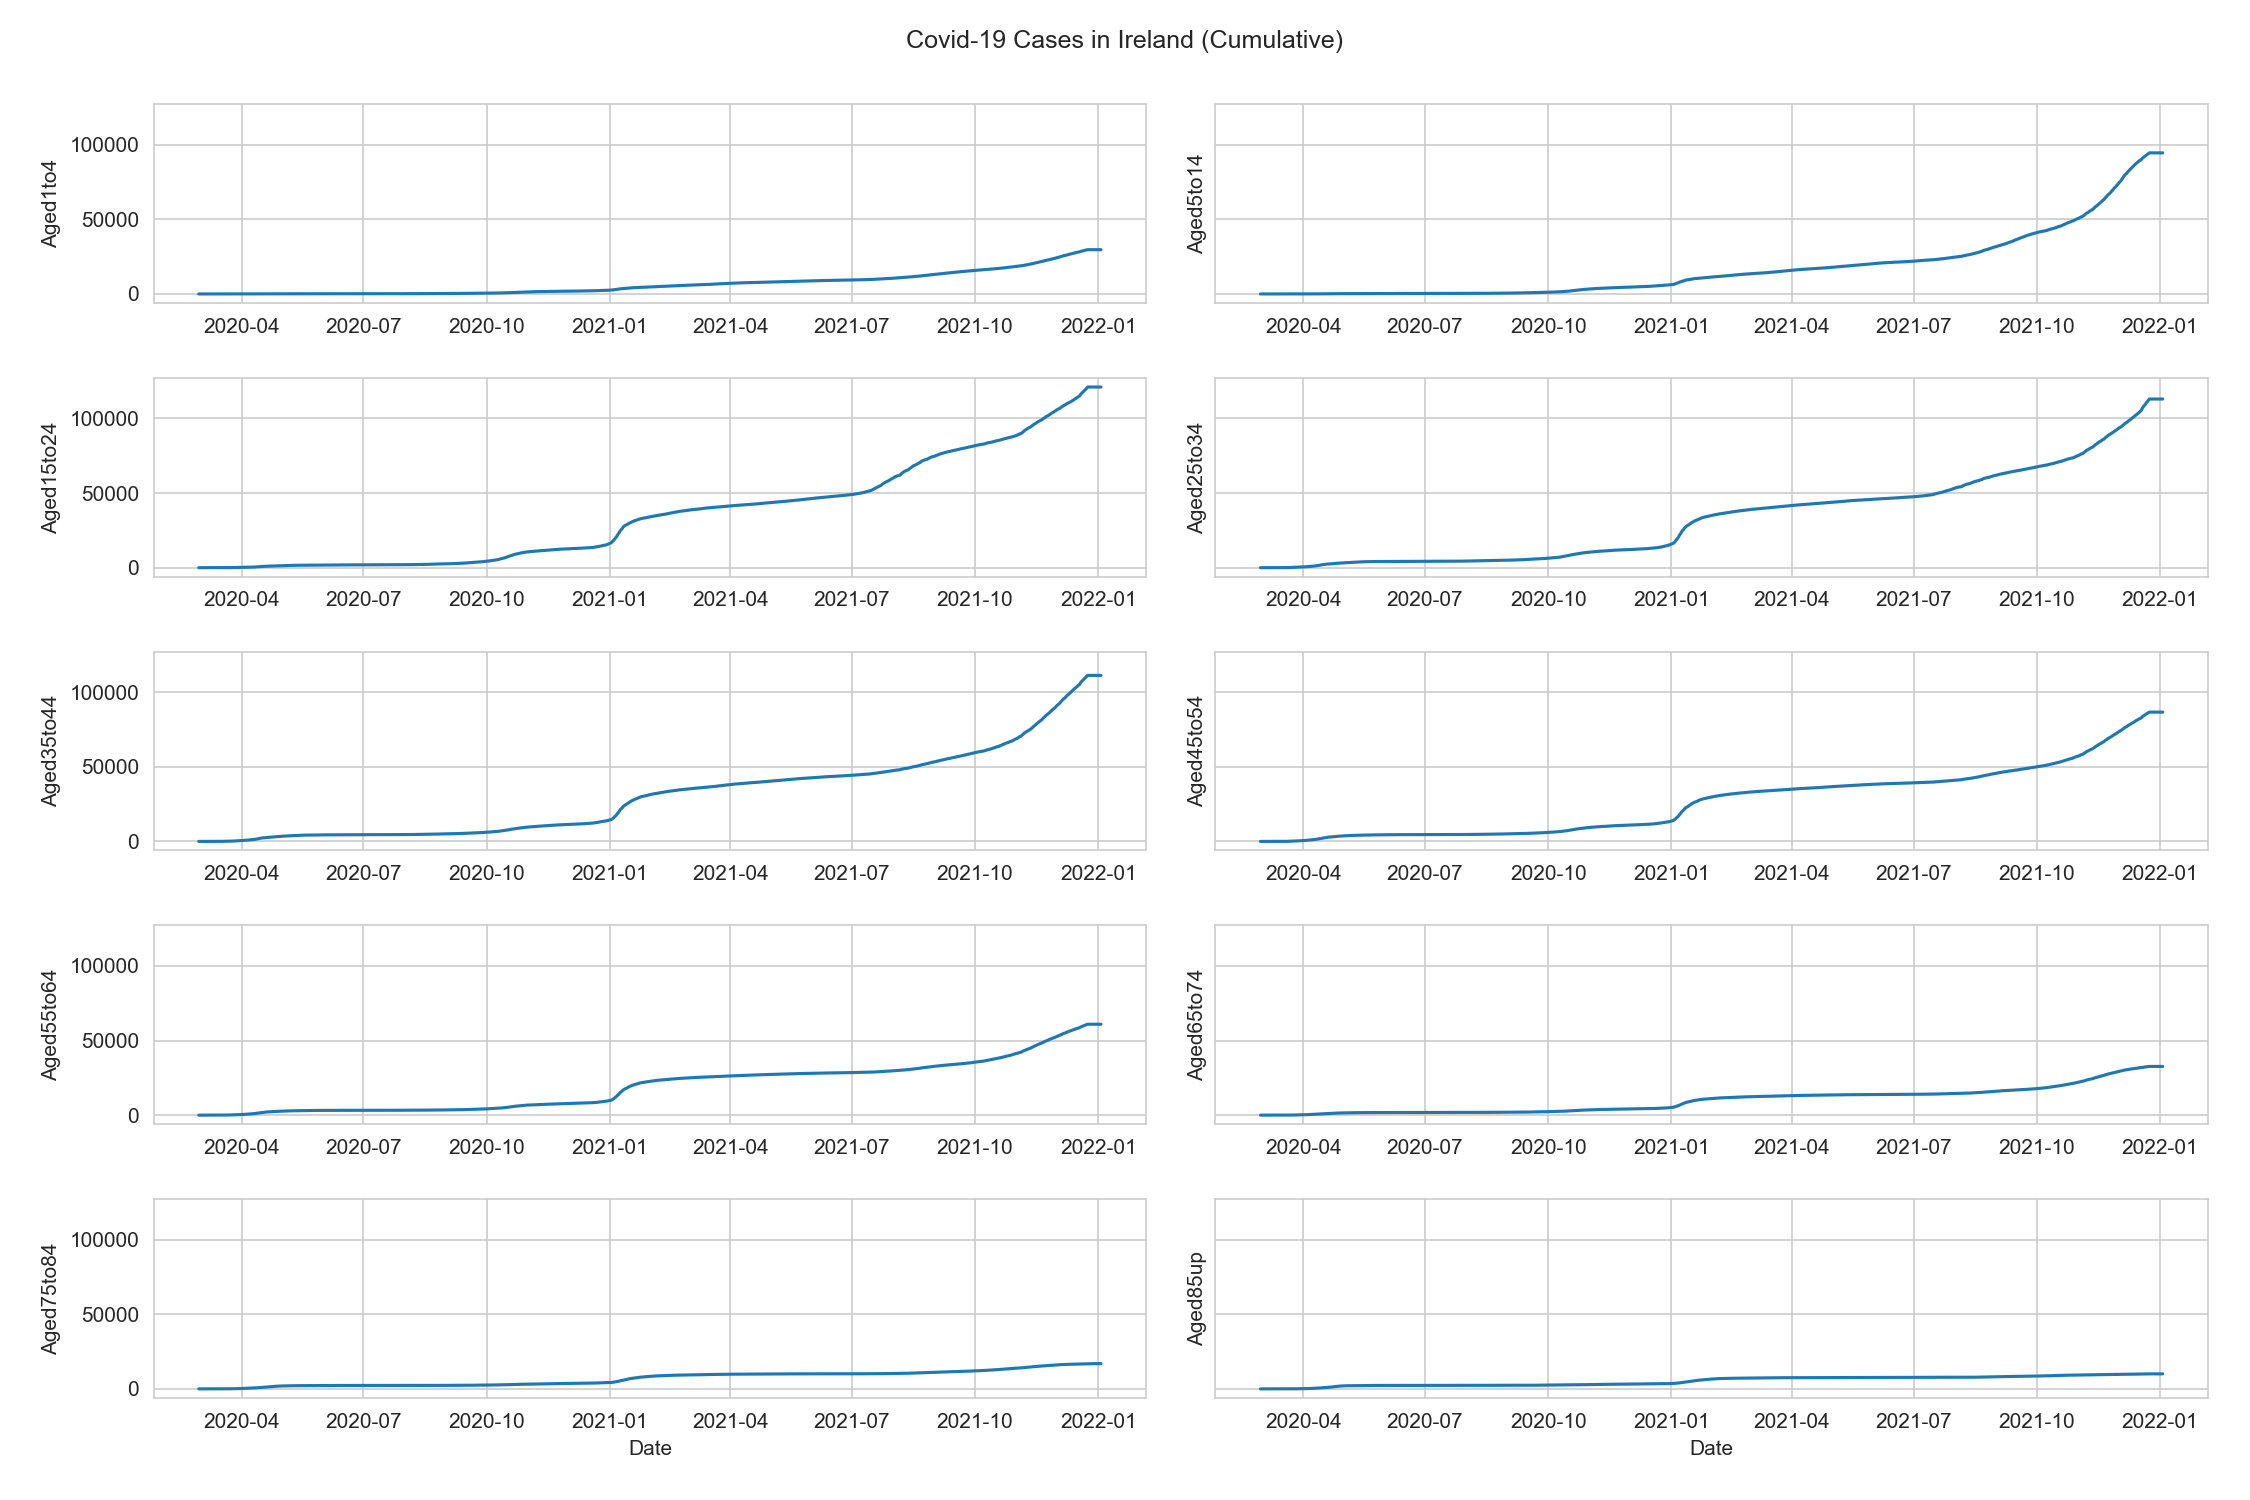 Covid-19 Cases in Ireland (Cumulative)
Aged1to4
100000
50000
0
2020-04 2020-07 2020-10 2021-01 2021-04 2021-07 2021-10 2022-01
Aged5to14
2020-04 2020-07 2020-10 2021-01 2021-04 2021-07 2021-10 2022-01
Aged15to24
100000
50000
0
2020-04 2020-07 2020-10 2021-01 2021-04 2021-07 2021-10 2022-01
Aged25to34
2020-04 2020-07 2020-10 2021-01 2021-04 2021-07 2021-10 2022-01
Aged35to44
100000
50000
0
2020-04 2020-07 2020-10 2021-01 2021-04 2021-07 2021-10 2022-01
Aged45to54
2020-04 2020-07 2020-10 2021-01 2021-04 2021-07 2021-10 2022-01
Aged55to64
100000
50000
0
2020-04 2020-07 2020-10 2021-01 2021-04 2021-07 2021-10 2022-01
Aged65to74
2020-04 2020-07 2020-10 2021-01 2021-04 2021-07 2021-10 2022-01
Aged75to84
100000
50000
0
2020-04 2020-07 2020-10 2021-01 2021-04 2021-07 2021-10 2022-01
Date
Aged85up
2020-04 2020-07 2020-10 2021-01 2021-04 2021-07 2021-10 2022-01
Date